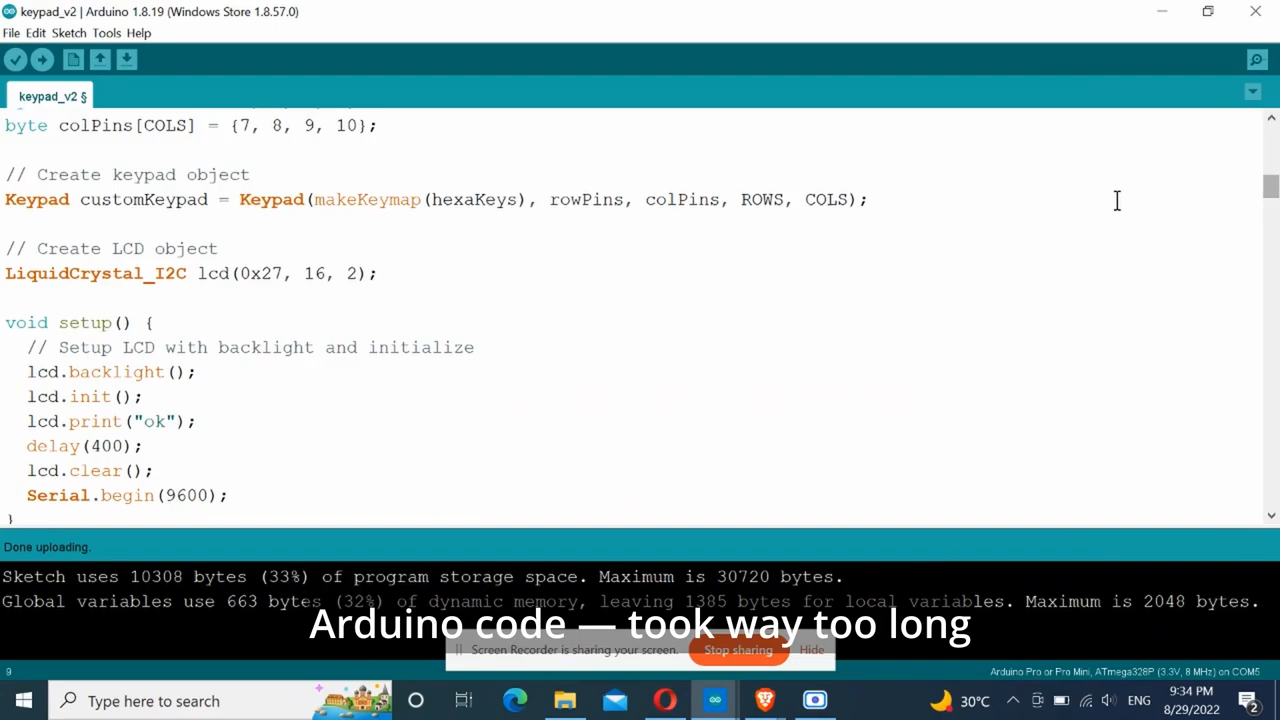 keypad_v2 | Arduino 1.8.19 (Windows Store 1.8.57.0)
File Edit Sketch Tools Help
keypad_v2 §
byte colPins[COLS] = {7, 8, 9, 10};
// Create keypad object
Keypad customKeypad = Keypad(makeKeymap(hexaKeys), rowPins, colPins, ROWS, COLS);
// Create LCD object
LiquidCrystal_I2C lcd(0x27, 16, 2);
void setup() {
// Setup LCD with backlight and initialize
lcd.backlight();
lcd.init();
lcd.print("ok");
delay(400);
lcd.clear();
Serial.begin(9600);
}
Done uploading.
Sketch uses 10308 bytes (33%) of program storage space. Maximum is 30720 bytes.
Global variables use 663 bytes (32%) of dynamic memory, leaving 1385 bytes for local variables. Maximum is 2048 bytes.
Arduino code — took way too long
Screen Recorder is sharing your screen. Stop sharing Hide
9 Arduino Pro or Pro Mini, ATmega328P (3.3V, 8 MHz) on COM5
Type here to search 30°C ENG 9:34 PM
8/29/2022 2